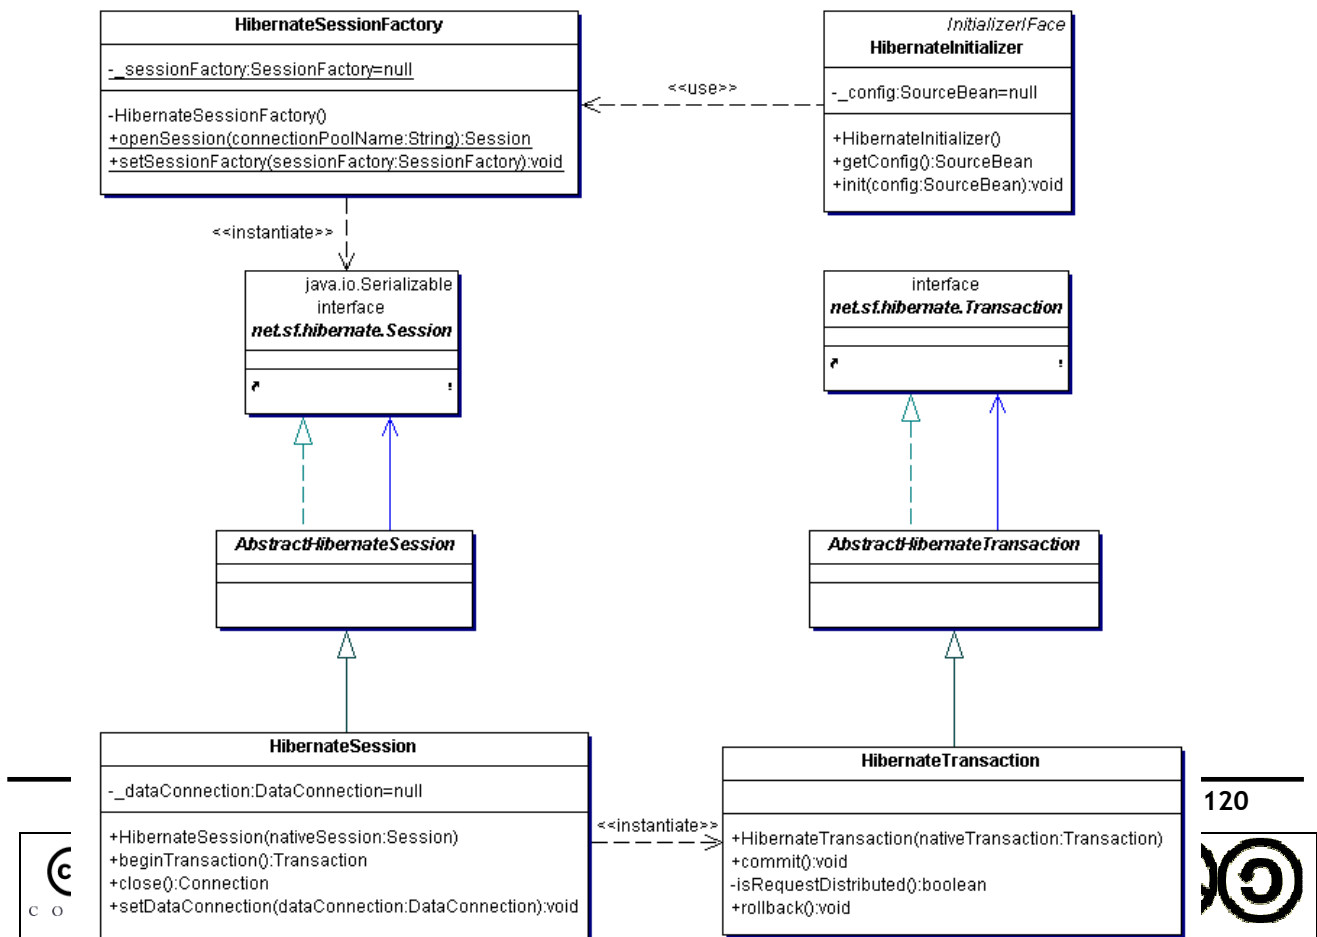 HibernateSessionFactory
-_sessionFactory:SessionFactory=null
-HibernateSessionFactory()
+openSession(connectionPoolName:String):Session
+setSessionFactory(sessionFactory:SessionFactory):void
<<use>>
InitializerIFace
HibernateInitializer
-_config:SourceBean=null
+HibernateInitializer()
+getConfig():SourceBean
+init(config:SourceBean):void
<<instantiate>>
java.io.Serializable
interface
net.sf.hibernate.Session
interface
net.sf.hibernate.Transaction
AbstractHibernateSession
AbstractHibernateTransaction
HibernateSession
-_dataConnection:DataConnection=null
+HibernateSession(nativeSession:Session)
+beginTransaction():Transaction
+close():Connection
+setDataConnection(dataConnection:DataConnection):void
<<instantiate>>
HibernateTransaction
+HibernateTransaction(nativeTransaction:Transaction)
+commit():void
-isRequestDistributed():boolean
+rollback():void
120
C O